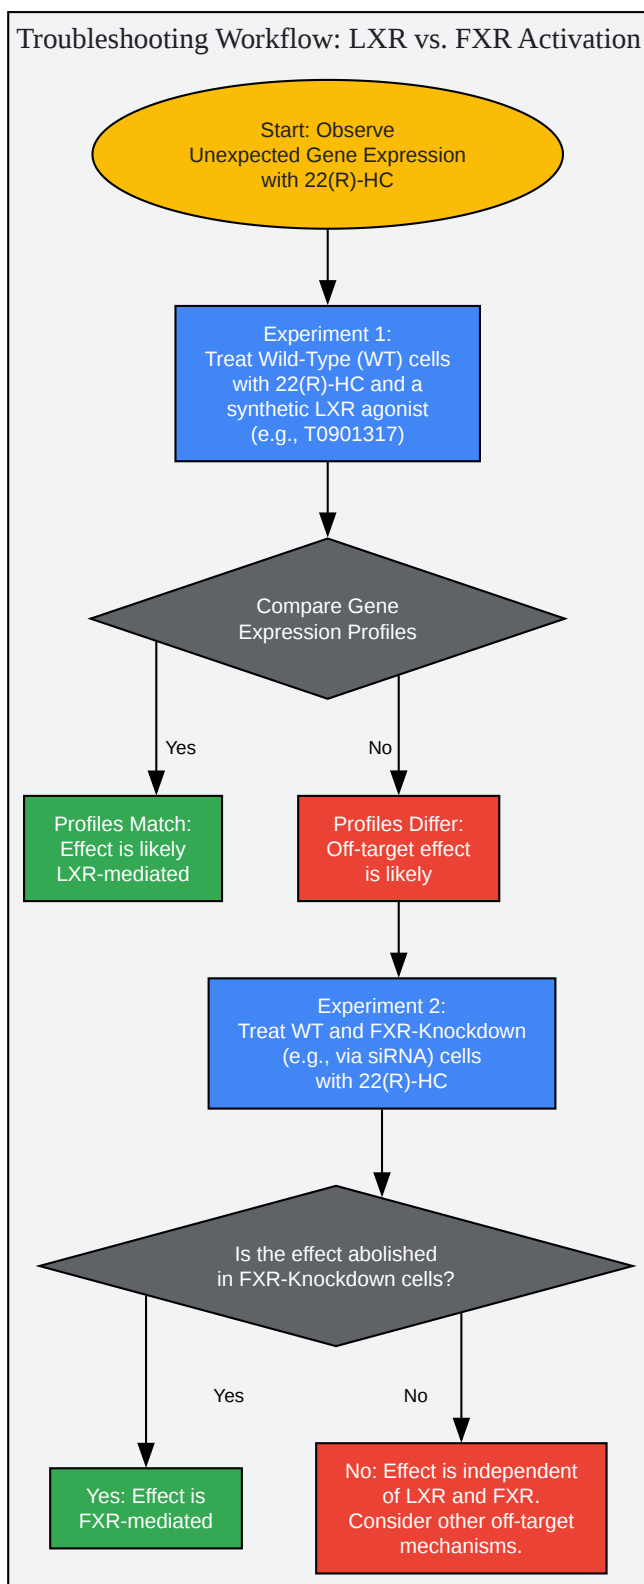 Troubleshooting Workflow: LXR vs. FXR Activation
Start: Observe
Unexpected Gene Expression
with 22(R)-HC
Experiment 1:
Treat Wild-Type (WT) cells
with 22(R)-HC and a
synthetic LXR agonist
(e.g., T0901317)
Compare Gene
Expression Profiles
Yes
No
Profiles Match:
Effect is likely
LXR-mediated
Profiles Differ:
Off-target effect
is likely
Experiment 2:
Treat WT and FXR-Knockdown
(e.g., via siRNA) cells
with 22(R)-HC
Is the effect abolished
in FXR-Knockdown cells?
Yes
No
Yes: Effect is
FXR-mediated
No: Effect is independent
of LXR and FXR.
Consider other off-target
mechanisms.